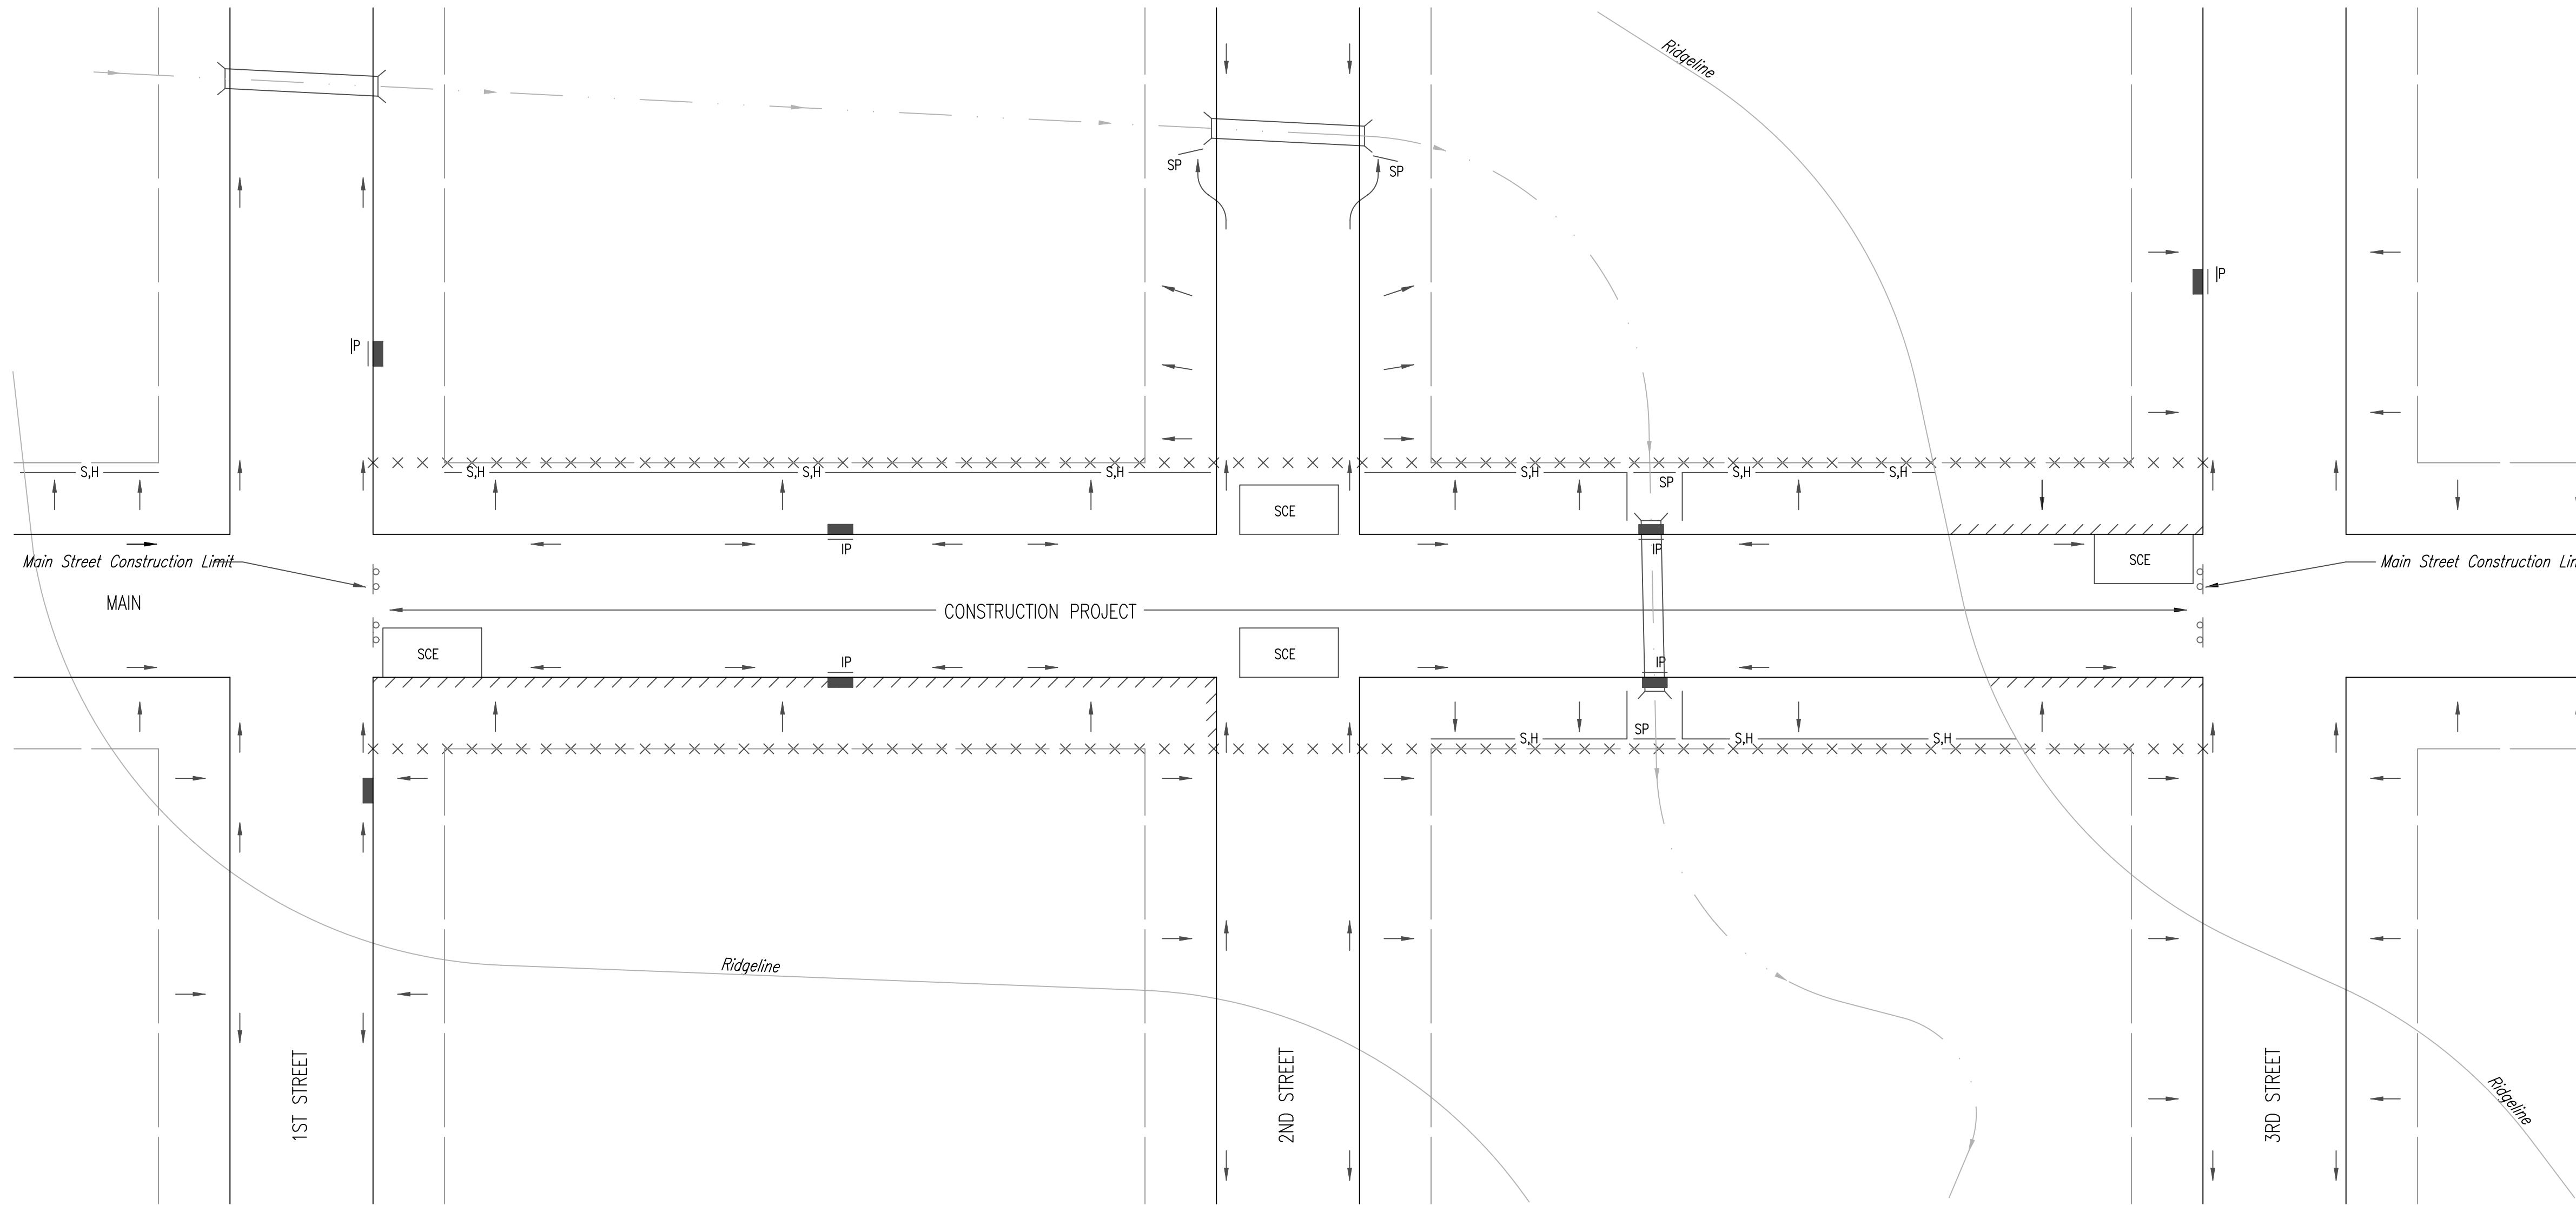 Ridgeline
SP
SP
IP
IP
S,H
S,H
S,H
S,H
S,H
SP
S,H
S,H
SCE
Main Street Construction Limit
IP
IP
SCE
Main Street Construction Lim
MAIN
CONSTRUCTION PROJECT
SCE
SCE
IP
IP
S,H
SP
S,H
S,H
Ridgeline
1ST STREET
2ND STREET
3RD STREET
Ridgeline